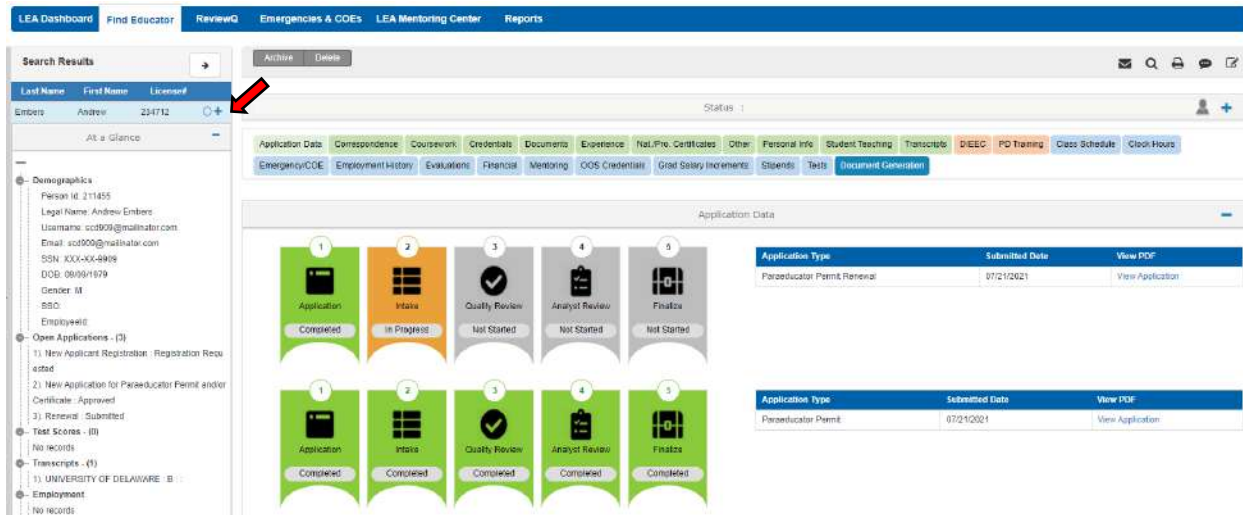 LEA Dashboard Find Educator ReviewQ Emergencies & COEs LEA Mentoring Center Reports
Search Results
Archive Delete
Last Name First Name License#
Embers Andrew 234712
Status :
At a Glance
Application Data Correspondence Coursework Credentials Documents Experience Nat./Pro. Certificates Other Personal Info Student Teaching Transcripts DIEEC PD Training Class Schedule Clock Hours
Emergency/COE Employment History Evaluations Financial Mentoring OOS Credentials Grad Salary Increments Stipends Tests Document Generation
Demographics
Person Id: 211455
Legal Name: Andrew Embers
Username: scd909@mailinator.com
Email: scd909@mailinator.com
SSN: XXX-XX-9909
DOB: 09/09/1979
Gender: M
SSO:
EmployeeId:
Open Applications - (3)
1) New Applicant Registration : Registration Requ
ested
2) New Application for Paraeducator Permit and/or
Certificate : Approved
3) Renewal : Submitted
Test Scores - (0)
No records
Transcripts - (1)
1) UNIVERSITY OF DELAWARE : B :
Employment
No records
Application Data
1 2 3 4 5
Application Intake Quality Review Analyst Review Finalize
Completed In Progress Not Started Not Started Not Started
Application Type Submitted Date View PDF
Paraeducator Permit Renewal 07/21/2021 View Application
1 2 3 4 5
Application Intake Quality Review Analyst Review Finalize
Completed Completed Completed Completed Completed
Application Type Submitted Date View PDF
Paraeducator Permit 07/21/2021 View Application